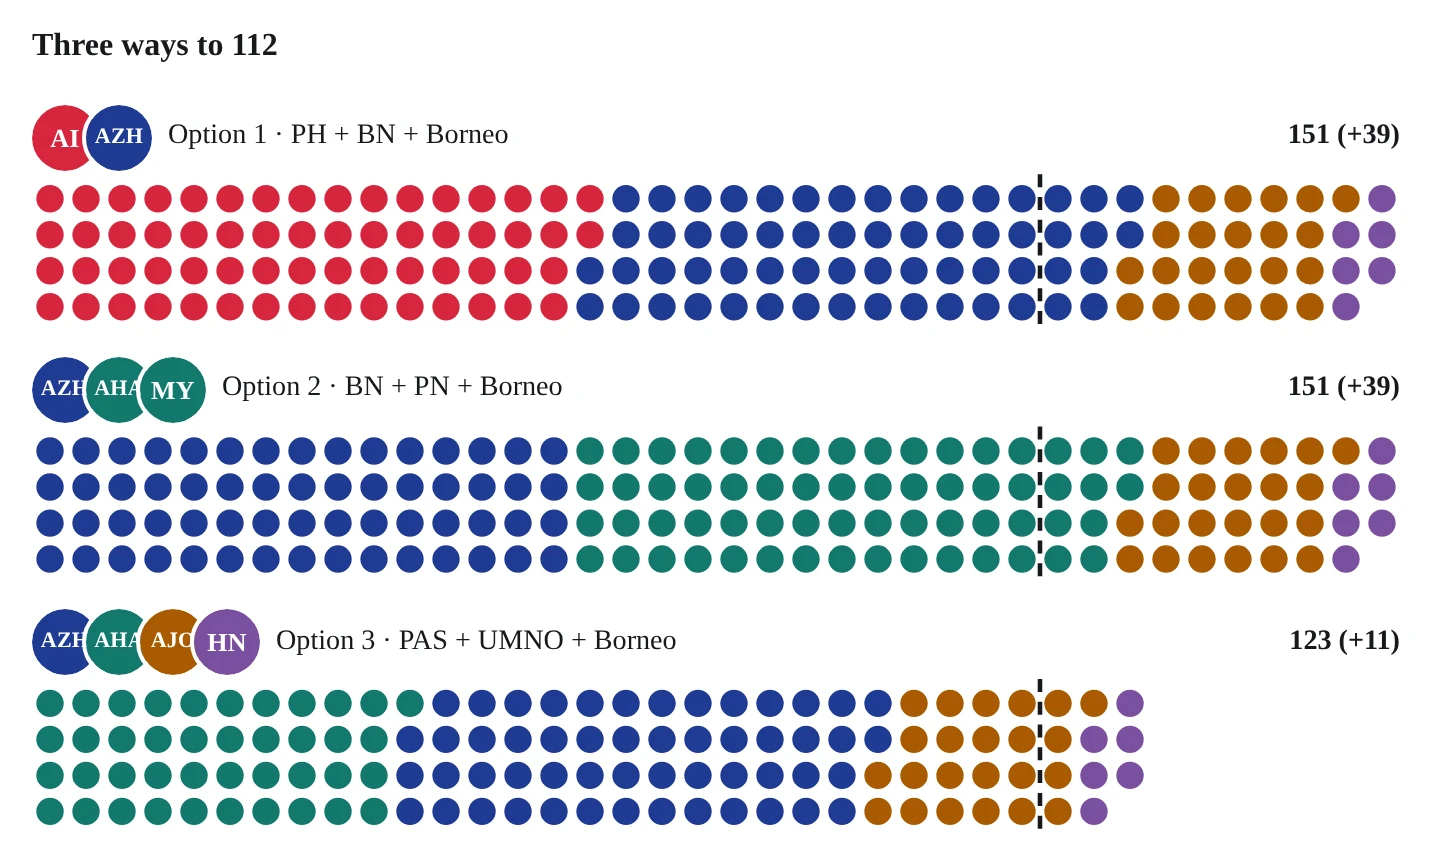 Three ways to 112
AI AZH Option 1 · PH + BN + Borneo 151 (+39)
AZH AHA MY Option 2 · BN + PN + Borneo 151 (+39)
AZH AHA AJO HN Option 3 · PAS + UMNO + Borneo 123 (+11)